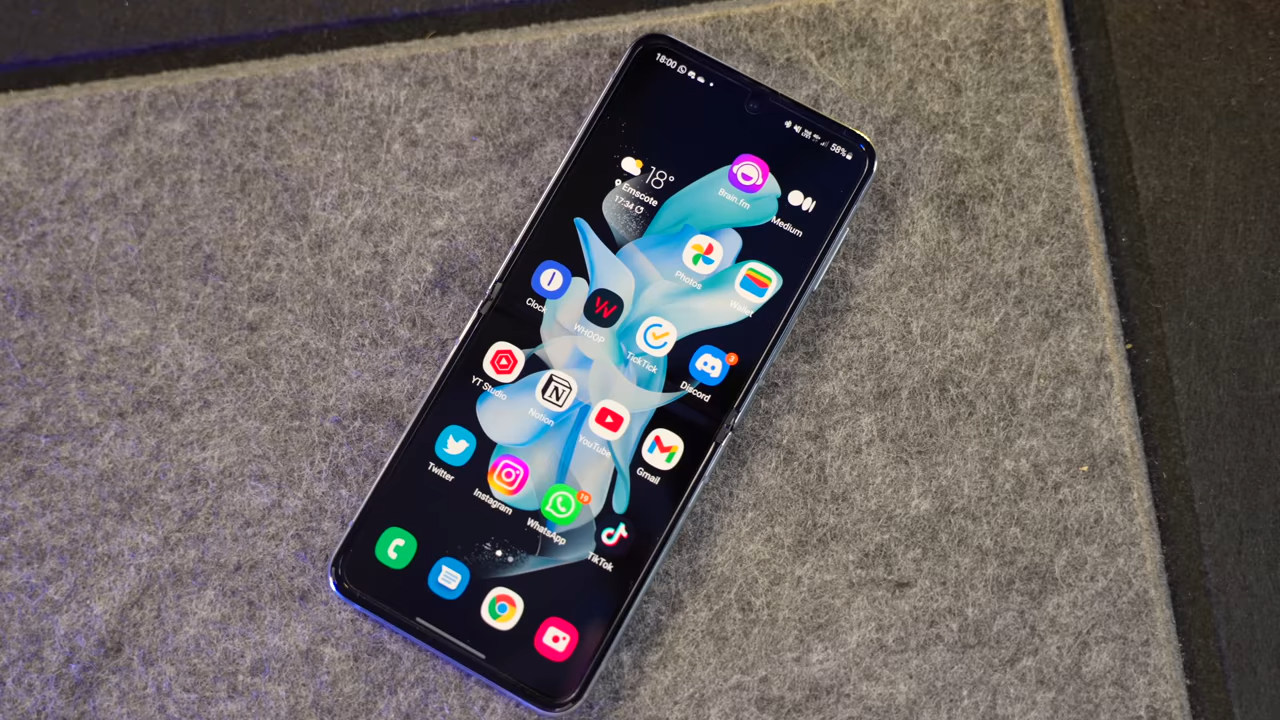 18:00
58%
18°
Emscote
17:34
Brain.fm
Medium
Photos
Wallet
Clock
WHOOP
TickTick
3
Discord
YT Studio
N
Notion
YouTube
Gmail
Twitter
Instagram
19
WhatsApp
TikTok